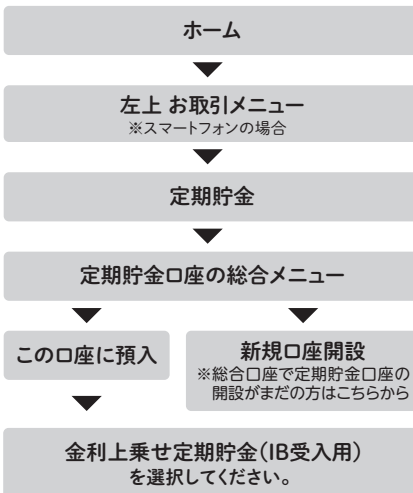 ホーム
左上 お取引メニュー
※スマートフォンの場合
定期貯金
定期貯金口座の総合メニュー
この口座に預入
新規口座開設
※総合口座で定期貯金口座の
開設がまだの方はこちらから
金利上乗せ定期貯金(IB受入用)
を選択してください。